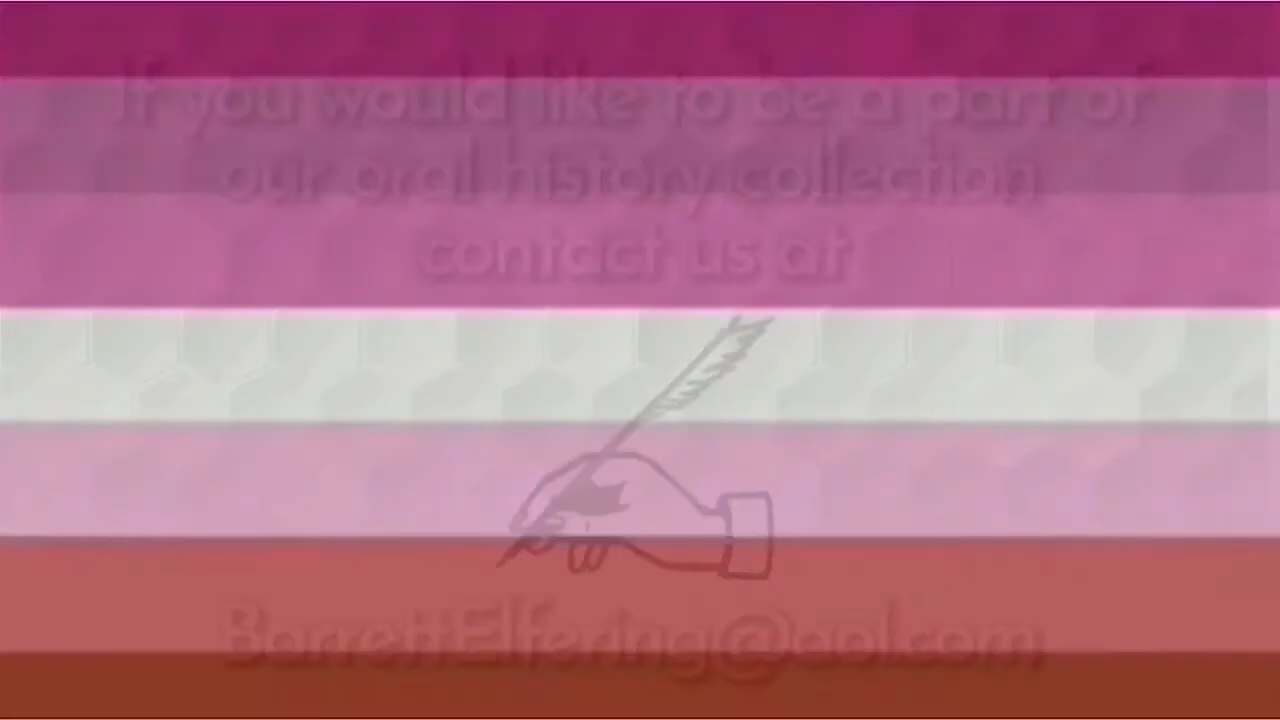 If you would like to be a part of
our oral history collection
contact us at
BarrettElfering@aol.com